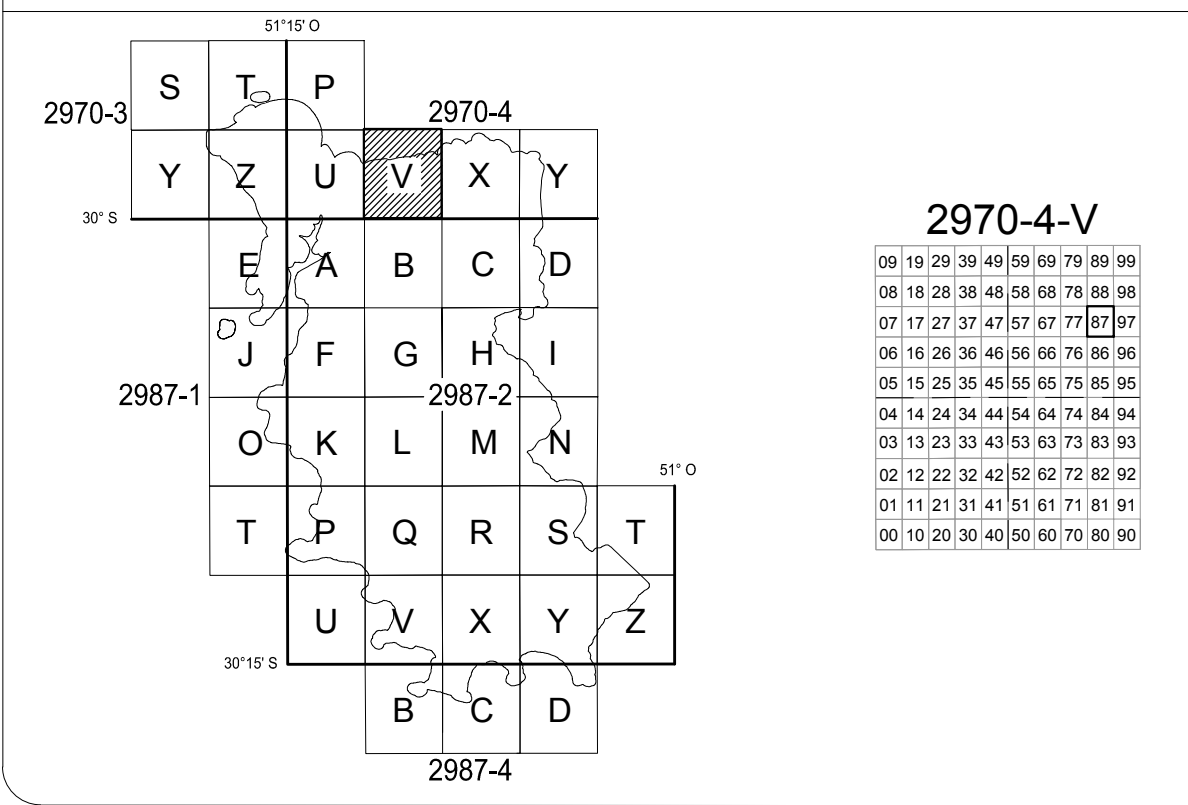 51°15' O
S T P
2970-3 2970-4
Y Z U V X Y
30° S
E A B C D
J F G H I
2987-1 2987-2
O K L M N
51° O
T P Q R S T
U V X Y Z
30°15' S
B C D
2987-4
2970-4-V
09 19 29 39 49 59 69 79 89 99
08 18 28 38 48 58 68 78 88 98
07 17 27 37 47 57 67 77 87 97
06 16 26 36 46 56 66 76 86 96
05 15 25 35 45 55 65 75 85 95
04 14 24 34 44 54 64 74 84 94
03 13 23 33 43 53 63 73 83 93
02 12 22 32 42 52 62 72 82 92
01 11 21 31 41 51 61 71 81 91
00 10 20 30 40 50 60 70 80 90